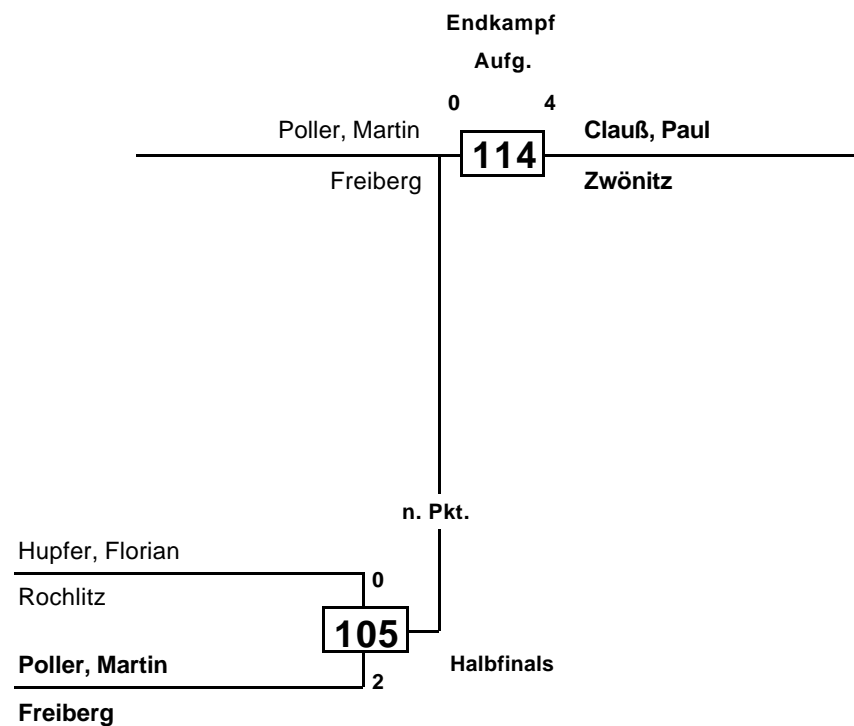 Endkampf
Aufg.
0 4
Poller, Martin 114 Clauß, Paul
Freiberg Zwönitz
n. Pkt.
Hupfer, Florian
0
Rochlitz
105
Poller, Martin Halbfinals
2
Freiberg